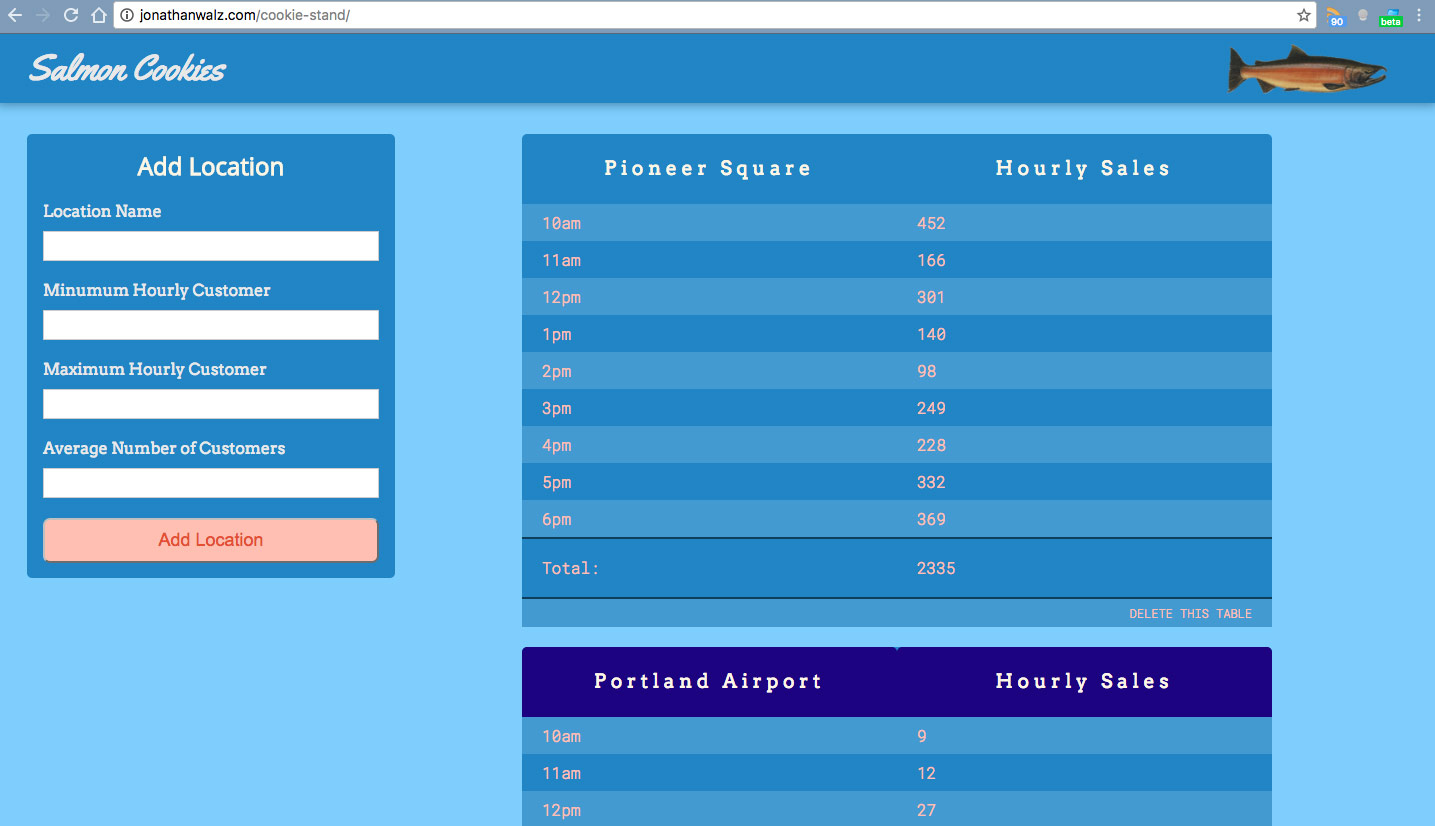 jonathanwalz.com/cookie-stand/
90
beta
Salmon Cookies
Add Location
Location Name
Minumum Hourly Customer
Maximum Hourly Customer
Average Number of Customers
Add Location
Pioneer Square Hourly Sales
10am 452
11am 166
12pm 301
1pm 140
2pm 98
3pm 249
4pm 228
5pm 332
6pm 369
Total: 2335
DELETE THIS TABLE
Portland Airport Hourly Sales
10am 9
11am 12
12pm 27